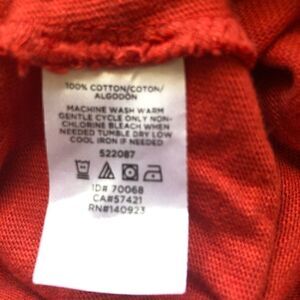 100% COTTON/COTON/
ALGODÓN
MACHINE WASH WARM
GENTLE CYCLE ONLY NON-
CHLORINE BLEACH WHEN
NEEDED TUMBLE DRY LOW
COOL IRON IF NEEDED
522087
ID# 70068
CA#57421
RN#140923